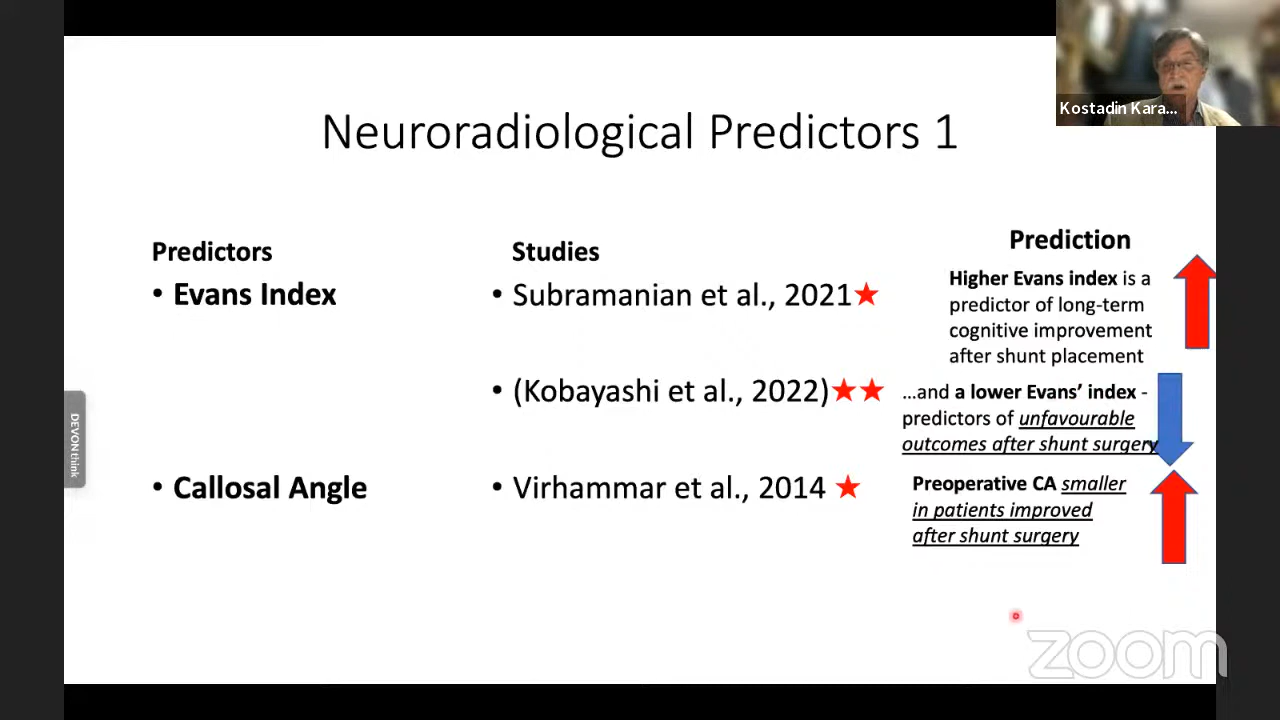 Kostadin Kara...
Neuroradiological Predictors 1
Predictors
• Evans Index
• Callosal Angle
Studies
• Subramanian et al., 2021★
• (Kobayashi et al., 2022)★★
• Virhammar et al., 2014 ★
Prediction
Higher Evans index is a
predictor of long-term
cognitive improvement
after shunt placement
...and a lower Evans' index -
predictors of unfavourable
outcomes after shunt surgery
Preoperative CA smaller
in patients improved
after shunt surgery
DEVONthink
zoom